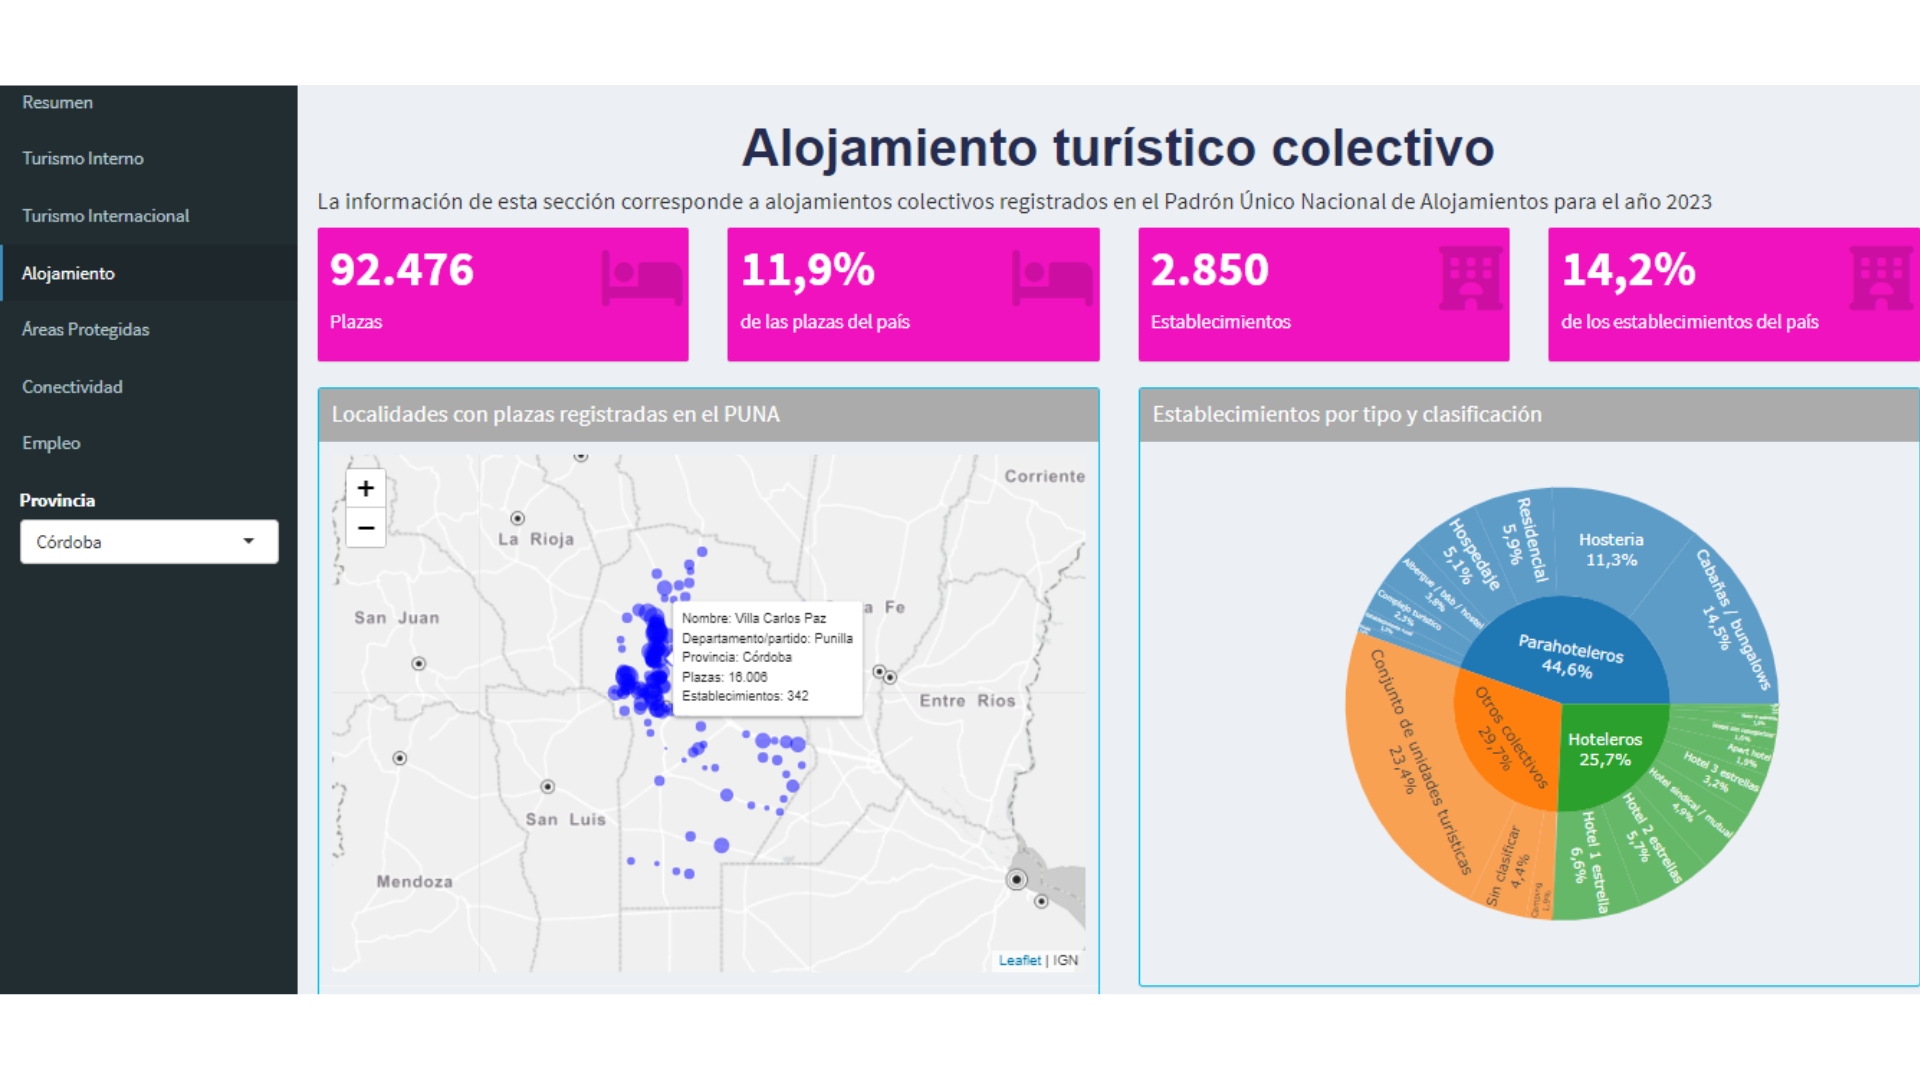 Resumen
Turismo Interno
Turismo Internacional
Alojamiento
Áreas Protegidas
Conectividad
Empleo
Provincia
Córdoba
Alojamiento turístico colectivo
La información de esta sección corresponde a alojamientos colectivos registrados en el Padrón Único Nacional de Alojamientos para el año 2023
92.476
Plazas
11,9%
de las plazas del país
2.850
Establecimientos
14,2%
de los establecimientos del país
Localidades con plazas registradas en el PUNA
+
−
Corriente
La Rioja
San Juan
a Fe
Entre Ríos
San Luis
Mendoza
Nombre: Villa Carlos Paz
Departamento/partido: Punilla
Provincia: Córdoba
Plazas: 16.006
Establecimientos: 342
Leaflet | IGN
Establecimientos por tipo y clasificación
Parahoteleros
44,6%
Cabañas / bungalows
14,5%
Hosteria
11,3%
Residencial
5,9%
Hospedaje
5,1%
Albergue / b&b / hostel
3,8%
Complejo turístico
2,3%
Otros colectivos
29,7%
Conjunto de unidades turísticas
23,4%
Sin clasificar
4,4%
Camping
1,9%
Hoteleros
25,7%
Hotel 1 estrella
6,6%
Hotel 2 estrellas
5,7%
Hotel sindical / mutual
4,9%
Hotel 3 estrellas
3,2%
Apart hotel
1,9%